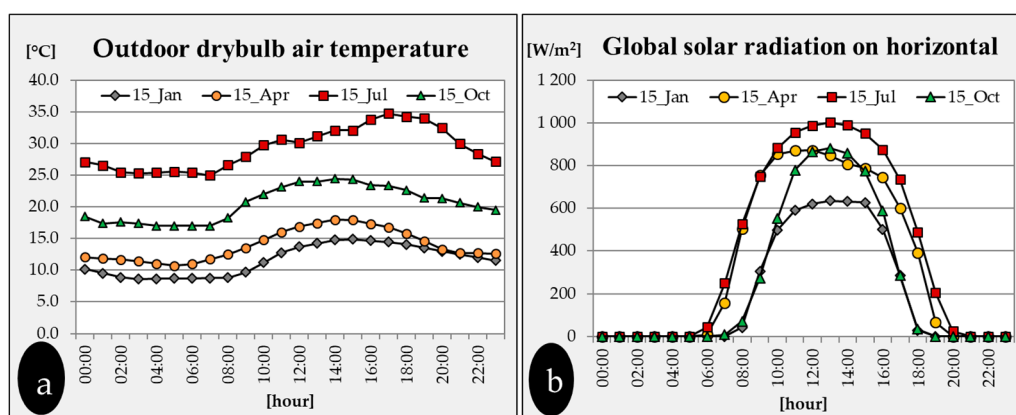 [°C] Outdoor drybulb air temperature
40.0
15_Jan 15_Apr 15_Jul 15_Oct
35.0
30.0
25.0
20.0
15.0
10.0
5.0
0.0
00:00 02:00 04:00 06:00 08:00 10:00 12:00 14:00 16:00 18:00 20:00 22:00
[hour]
a
[W/m²] Global solar radiation on horizontal
1 200
15_Jan 15_Apr 15_Jul 15_Oct
1 000
800
600
400
200
0
00:00 02:00 04:00 06:00 08:00 10:00 12:00 14:00 16:00 18:00 20:00 22:00
[hour]
b